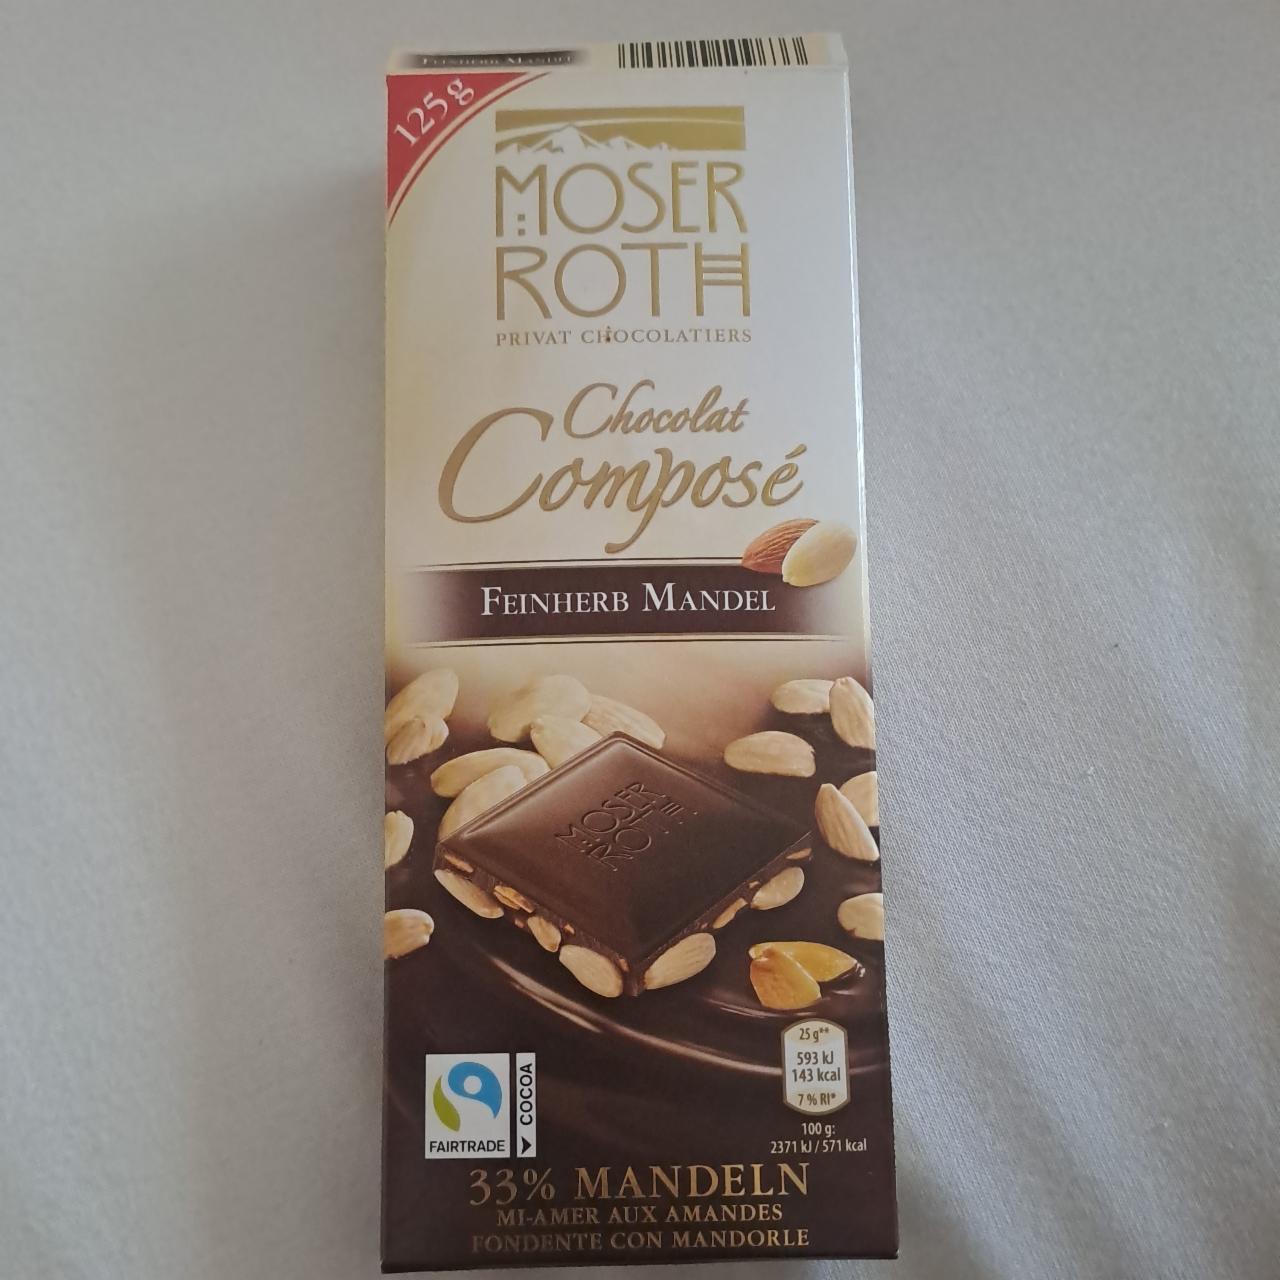 FEINHERB MANDEL
125g
MOSER
ROTH
PRIVAT CHOCOLATIERS
Chocolat
Composé
FEINHERB MANDEL
MOSER
ROTH
25 g**
593 kJ
143 kcal
7 % RI*
100 g:
2371 kJ / 571 kcal
FAIRTRADE
COCOA
33% MANDELN
MI-AMER AUX AMANDES
FONDENTE CON MANDORLE